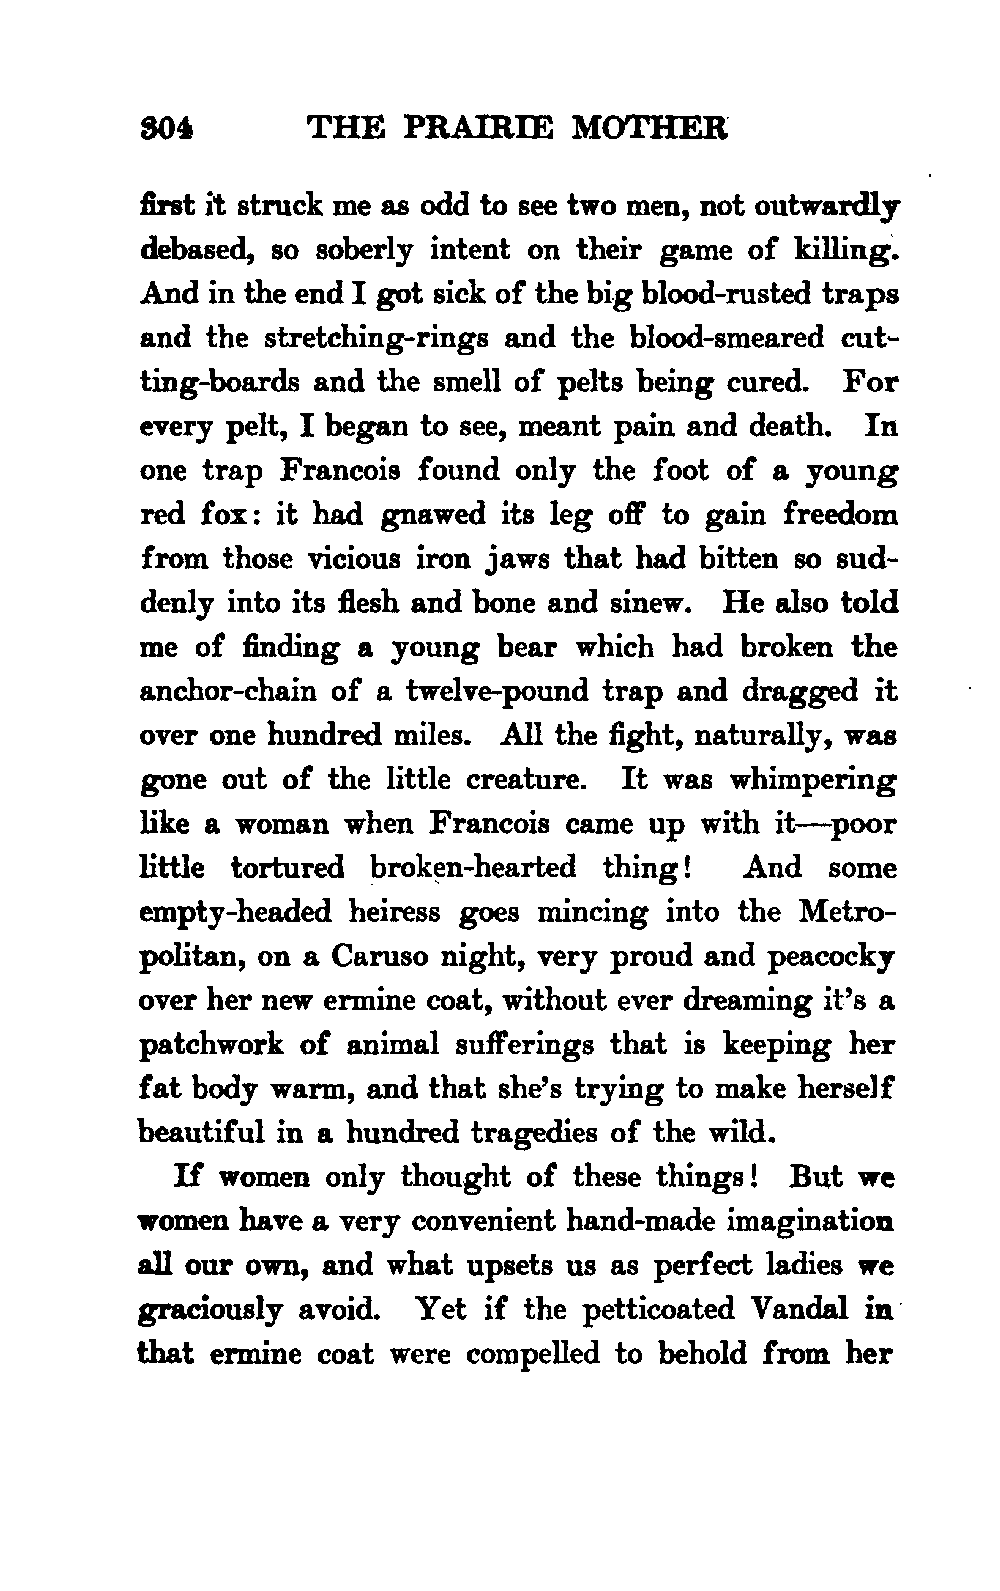 304 THE PRAIRIE MOTHER
first it struck me as odd to see two men, not outwardly
debased, so soberly intent on their game of killing.
And in the end I got sick of the big blood-rusted traps
and the stretching-rings and the blood-smeared cut-
ting-boards and the smell of pelts being cured. For
every pelt, I began to see, meant pain and death. In
one trap Francois found only the foot of a young
red fox: it had gnawed its leg off to gain freedom
from those vicious iron jaws that had bitten so sud-
denly into its flesh and bone and sinew. He also told
me of finding a young bear which had broken the
anchor-chain of a twelve-pound trap and dragged it
over one hundred miles. All the fight, naturally, was
gone out of the little creature. It was whimpering
like a woman when Francois came up with it—poor
little tortured broken-hearted thing! And some
empty-headed heiress goes mincing into the Metro-
politan, on a Caruso night, very proud and peacocky
over her new ermine coat, without ever dreaming it's a
patchwork of animal sufferings that is keeping her
fat body warm, and that she's trying to make herself
beautiful in a hundred tragedies of the wild.
If women only thought of these things! But we
women have a very convenient hand-made imagination
all our own, and what upsets us as perfect ladies we
graciously avoid. Yet if the petticoated Vandal in
that ermine coat were compelled to behold from her